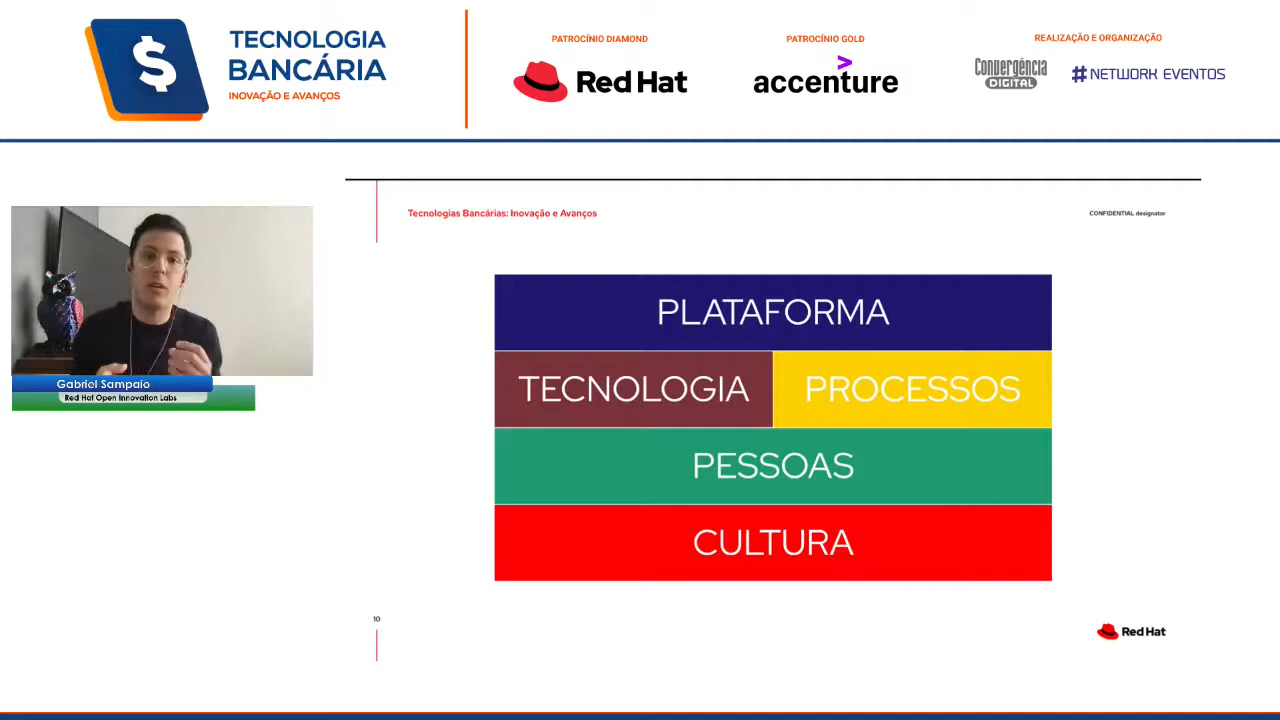 TECNOLOGIA
BANCÁRIA
INOVAÇÃO E AVANÇOS
PATROCÍNIO DIAMOND
Red Hat
PATROCÍNIO GOLD
accenture
REALIZAÇÃO E ORGANIZAÇÃO
Convergência
DIGITAL
# NETWORK EVENTOS
Tecnologias Bancárias: Inovação e Avanços
CONFIDENTIAL designator
PLATAFORMA
TECNOLOGIA
PROCESSOS
PESSOAS
CULTURA
Gabriel Sampaio
Red Hat Open Innovation Labs
10
Red Hat